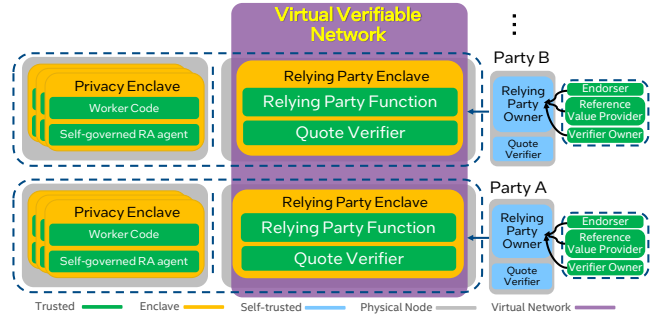 Virtual Verifiable
Network
Party B
Privacy Enclave
Worker Code
Self-governed RA agent
Relying Party Enclave
Relying Party Function
Quote Verifier
Relying
Party
Owner
Quote
Verifier
Endorser
Reference
Value Provider
Verifier Owner
Party A
Privacy Enclave
Worker Code
Self-governed RA agent
Relying Party Enclave
Relying Party Function
Quote Verifier
Relying
Party
Owner
Quote
Verifier
Endorser
Reference
Value Provider
Verifier Owner
Trusted
Enclave
Self-trusted
Physical Node
Virtual Network